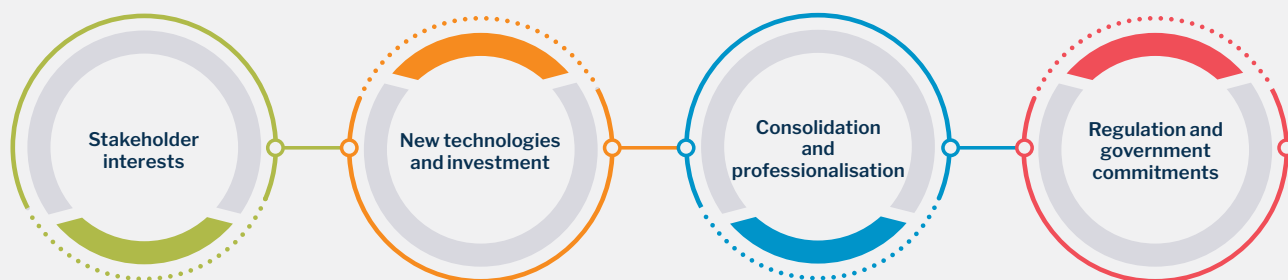 Stakeholder
interests
New technologies
and investment
Consolidation
and
professionalisation
Regulation and
government
commitments